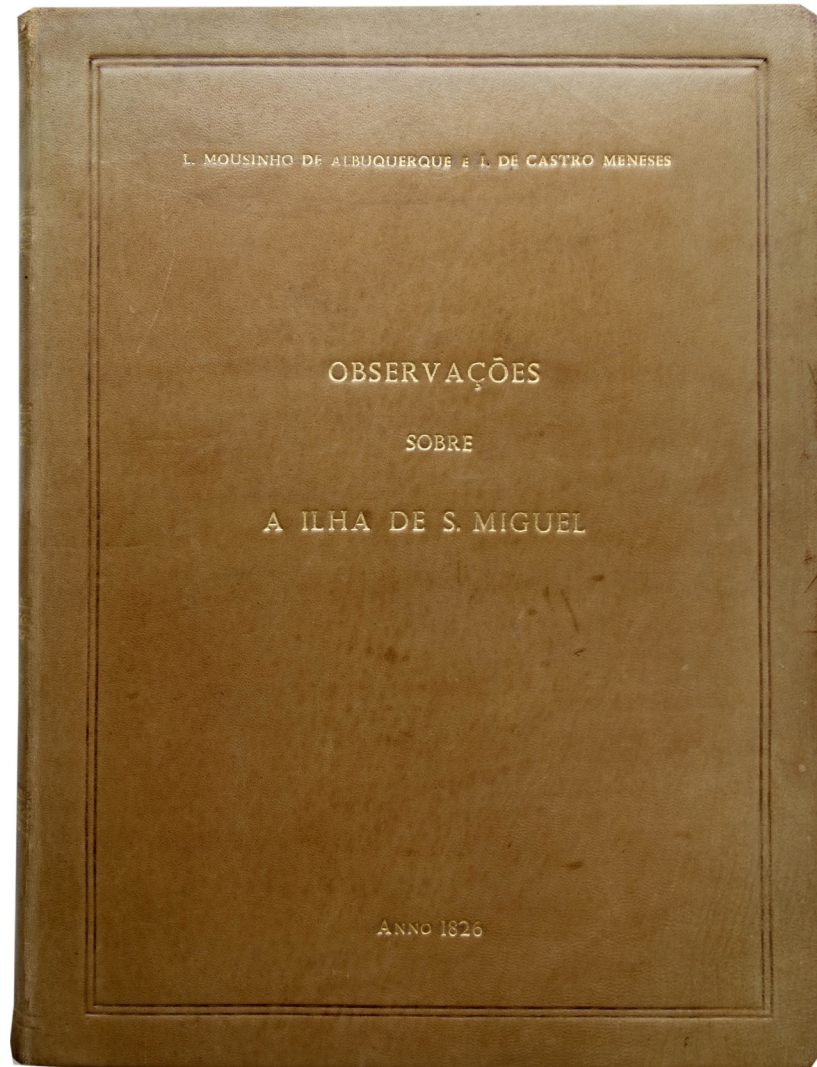 L. MOUSINHO DE ALBUQUERQUE E I. DE CASTRO MENESES
OBSERVAÇÕES
SOBRE
A ILHA DE S. MIGUEL
ANNO 1826